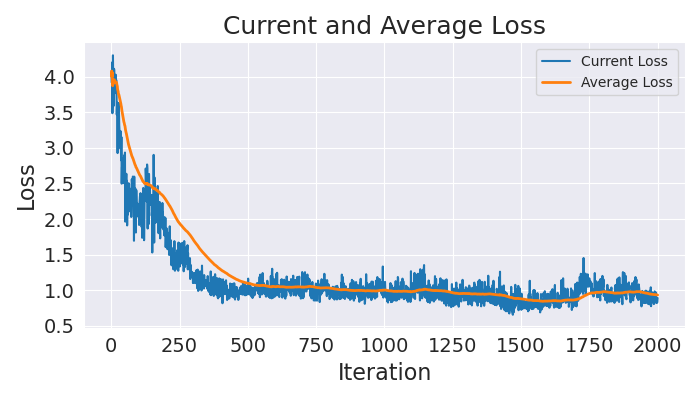 Current and Average Loss
Current Loss
Average Loss
Loss
4.0
3.5
3.0
2.5
2.0
1.5
1.0
0.5
0 250 500 750 1000 1250 1500 1750 2000
Iteration